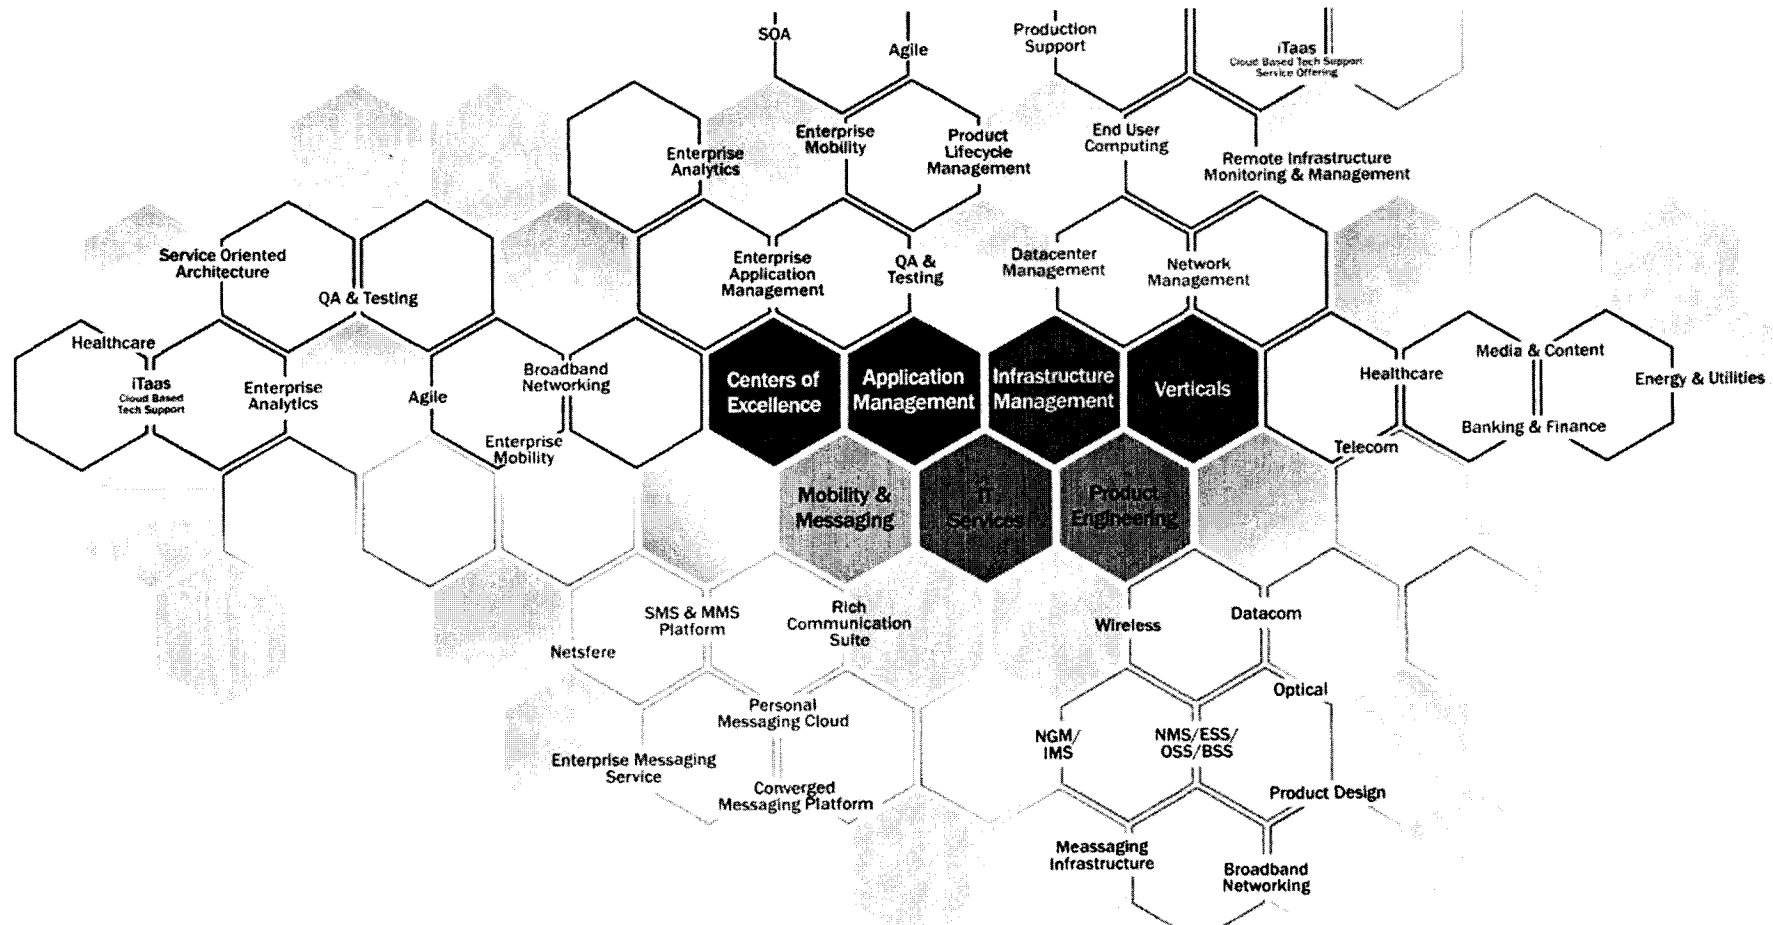 SOA
Agile
Production
Support
iTaas
Cloud Based Tech Support
Service Offering
Enterprise
Analytics
Enterprise
Mobility
Product
Lifecycle
Management
End User
Computing
Remote Infrastructure
Monitoring & Management
Service Oriented
Architecture
QA & Testing
Enterprise
Application
Management
QA &
Testing
Datacenter
Management
Network
Management
Healthcare
iTaas
Cloud Based
Tech Support
Enterprise
Analytics
Agile
Broadband
Networking
Enterprise
Mobility
Centers of
Excellence
Application
Management
Infrastructure
Management
Verticals
Healthcare
Media & Content
Energy & Utilities
Banking & Finance
Telecom
Mobility &
Messaging
IT
Services
Product
Engineering
Netsfere
SMS & MMS
Platform
Rich
Communication
Suite
Wireless
Datacom
Optical
Personal
Messaging Cloud
Enterprise Messaging
Service
Converged
Messaging Platform
NGM/
IMS
NMS/ESS/
OSS/BSS
Product Design
Meassaging
Infrastructure
Broadband
Networking